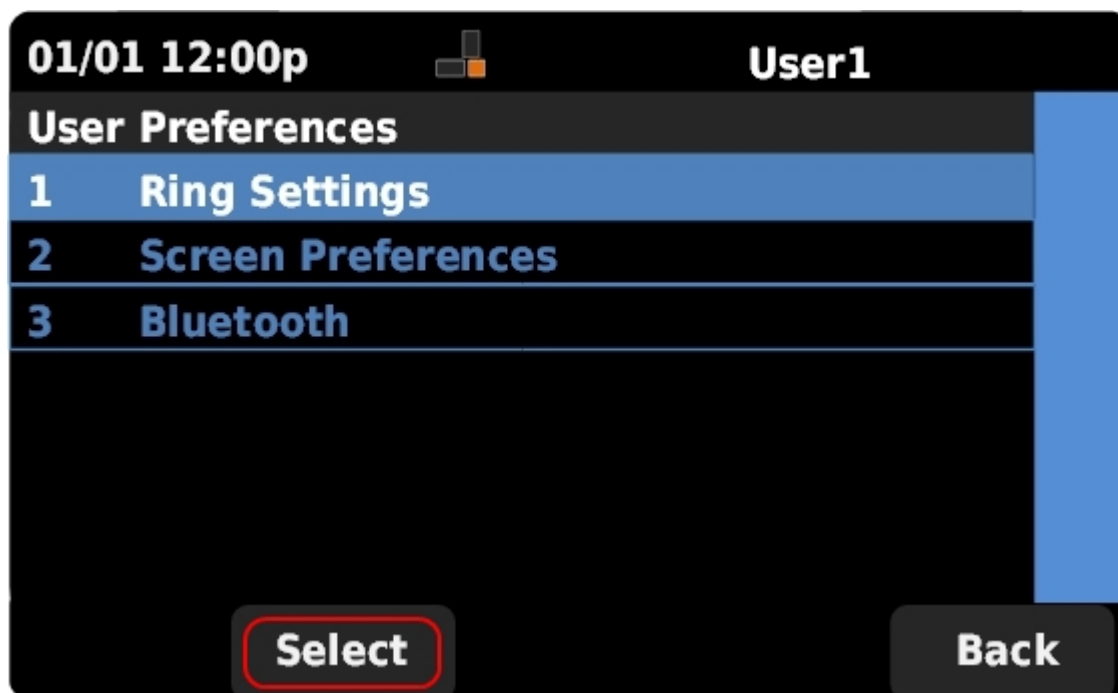 01/01 12:00p User1
User Preferences
1 Ring Settings
2 Screen Preferences
3 Bluetooth
Select Back